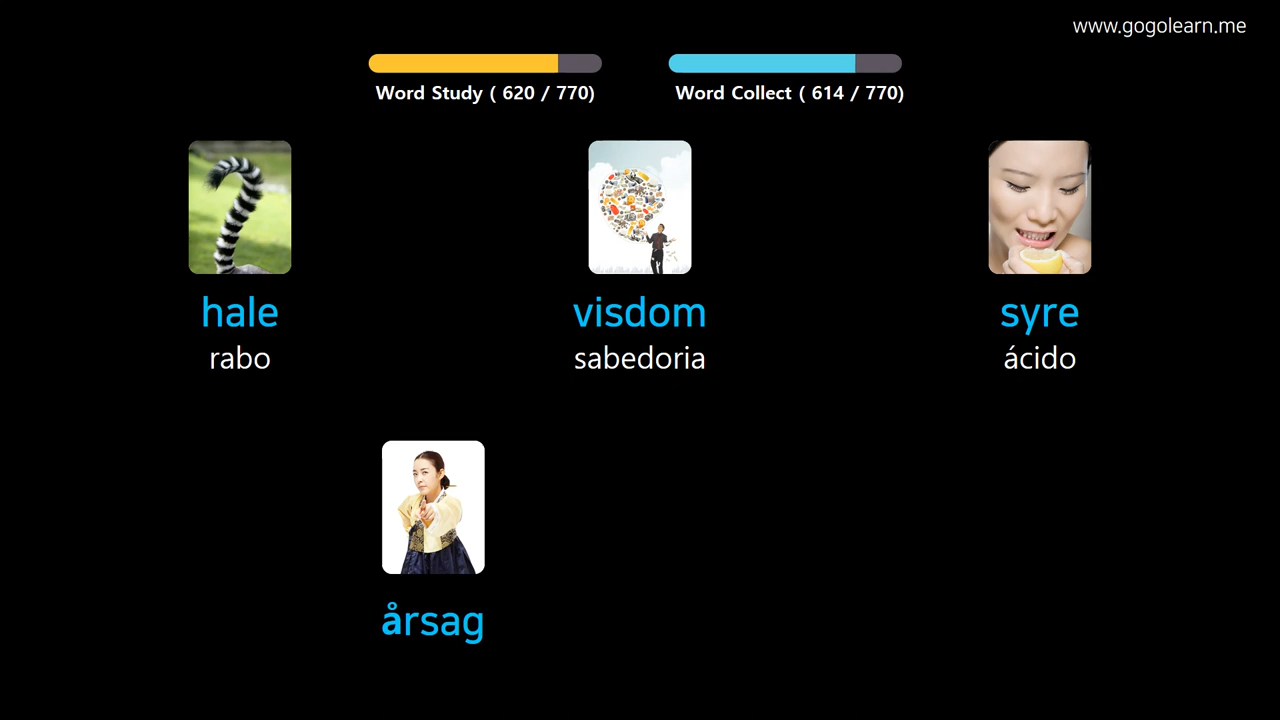 www.gogolearn.me
Word Study ( 620 / 770)
Word Collect ( 614 / 770)
hale
visdom
syre
rabo
sabedoria
ácido
årsag